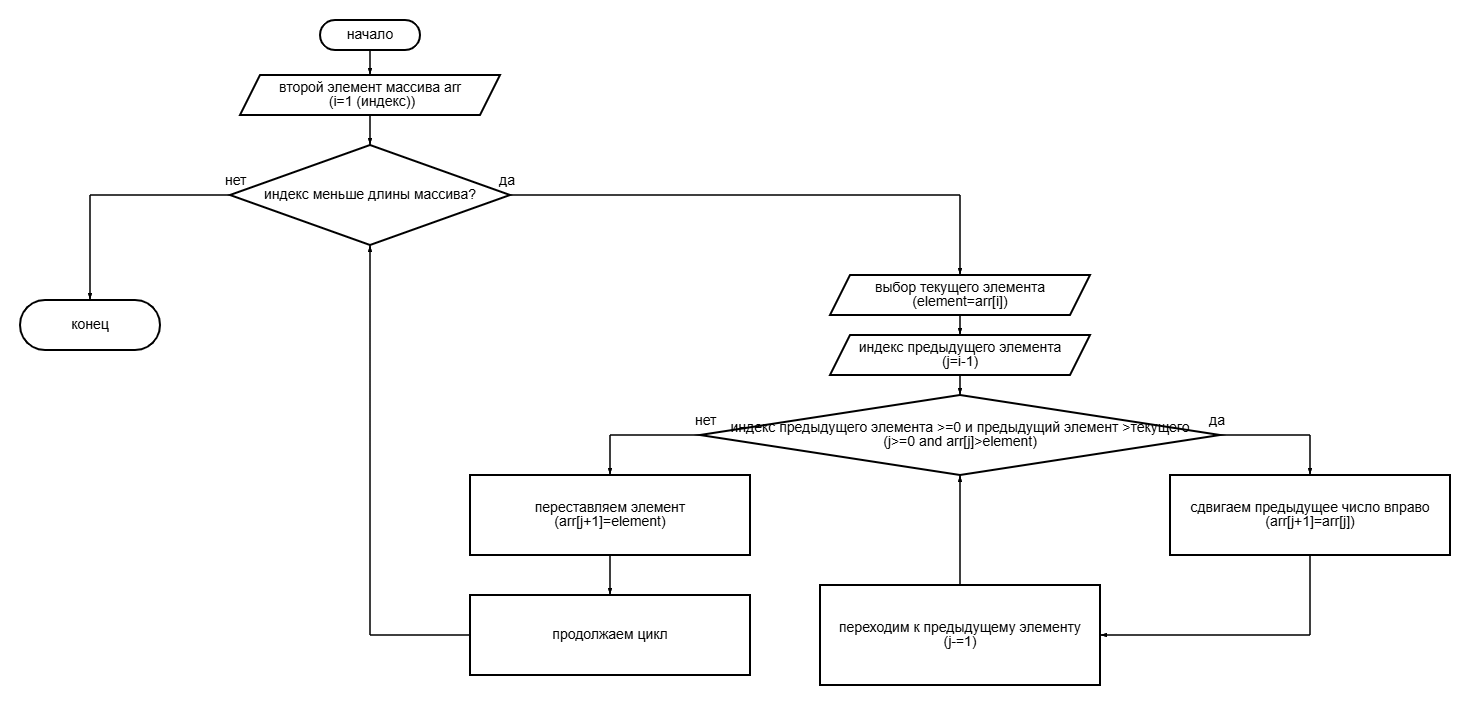 начало
второй элемент массива arr
(i=1 (индекс))
нет
да
индекс меньше длины массива?
выбор текущего элемента
(element=arr[i])
конец
индекс предыдущего элемента
(j=i-1)
нет
да
индекс предыдущего элемента >=0 и предыдущий элемент >текущего
(j>=0 and arr[j]>element)
переставляем элемент
(arr[j+1]=element)
сдвигаем предыдущее число вправо
(arr[j+1]=arr[j])
продолжаем цикл
переходим к предыдущему элементу
(j-=1)